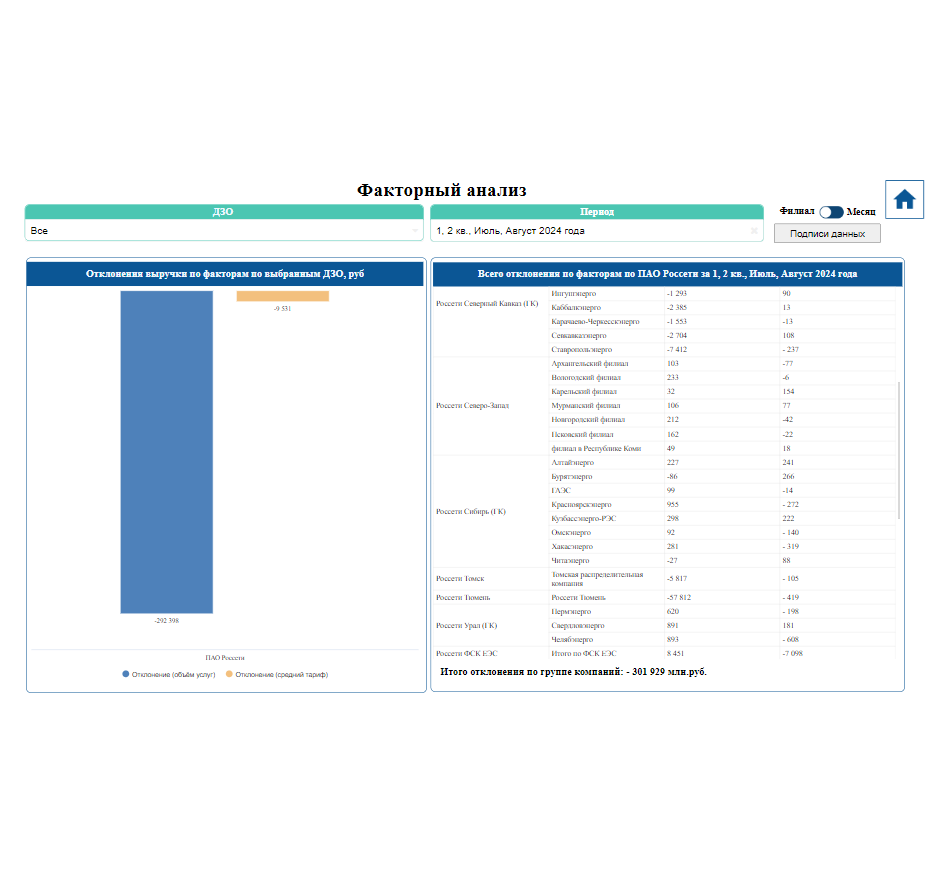 Факторный анализ
ДЗО
Все
Период
1, 2 кв., Июль, Август 2024 года
Филиал Месяц
Подписи данных
Отклонения выручки по факторам по выбранным ДЗО, руб
-9 531
-292 398
ПАО Россети
Отклонение (объём услуг) Отклонение (средний тариф)
Всего отклонения по факторам по ПАО Россети за 1, 2 кв., Июль, Август 2024 года
Россети Северный Кавказ (ГК)
Ингушэнерго -1 293 90
Каббалкэнерго -2 385 13
Карачаево-Черкесскэнерго -1 553 -13
Севкавказэнерго -2 704 108
Ставропольэнерго -7 412 - 237
Россети Северо-Запад
Архангельский филиал 103 -77
Вологодский филиал 233 -6
Карельский филиал 32 154
Мурманский филиал 106 77
Новгородский филиал 212 -42
Псковский филиал 162 -22
филиал в Республике Коми 49 18
Россети Сибирь (ГК)
Алтайэнерго 227 241
Бурятэнерго -86 266
ГАЭС 99 -14
Красноярскэнерго 955 - 272
Кузбассэнерго-РЭС 298 222
Омскэнерго 92 - 140
Хакасэнерго 281 - 319
Читаэнерго -27 88
Россети Томск Томская распределительная компания -5 817 - 105
Россети Тюмень Россети Тюмень -57 812 - 419
Россети Урал (ГК)
Пермэнерго 620 - 198
Свердловэнерго 891 181
Челябэнерго 893 - 608
Россети ФСК ЕЭС Итого по ФСК ЕЭС 8 451 -7 098
Итого отклонения по группе компаний: - 301 929 млн.руб.